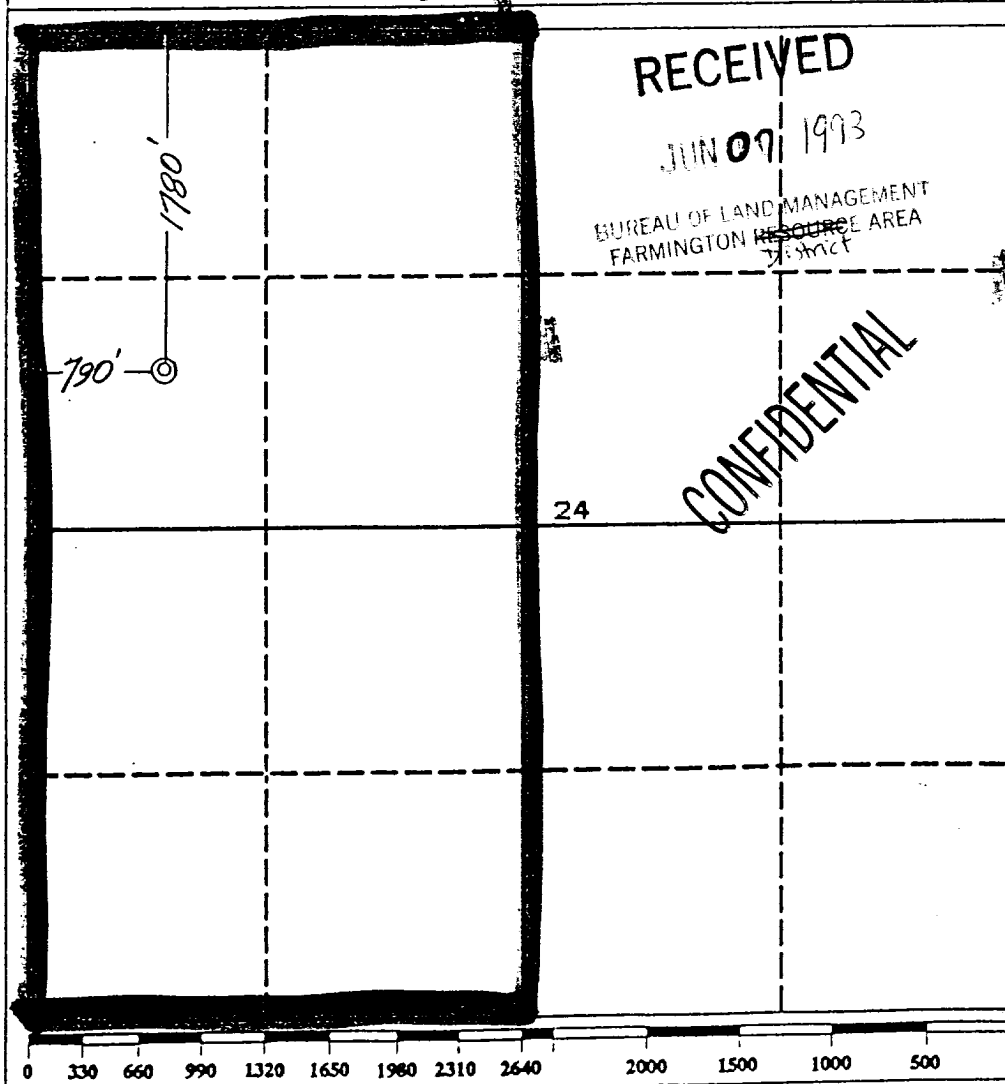 RECEIVED
JUN 07 1993
BUREAU OF LAND MANAGEMENT
FARMINGTON RESOURCE AREA
District
1780'
790'
CONFIDENTIAL
24
0 330 660 990 1320 1650 1980 2310 2640 2000 1500 1000 500